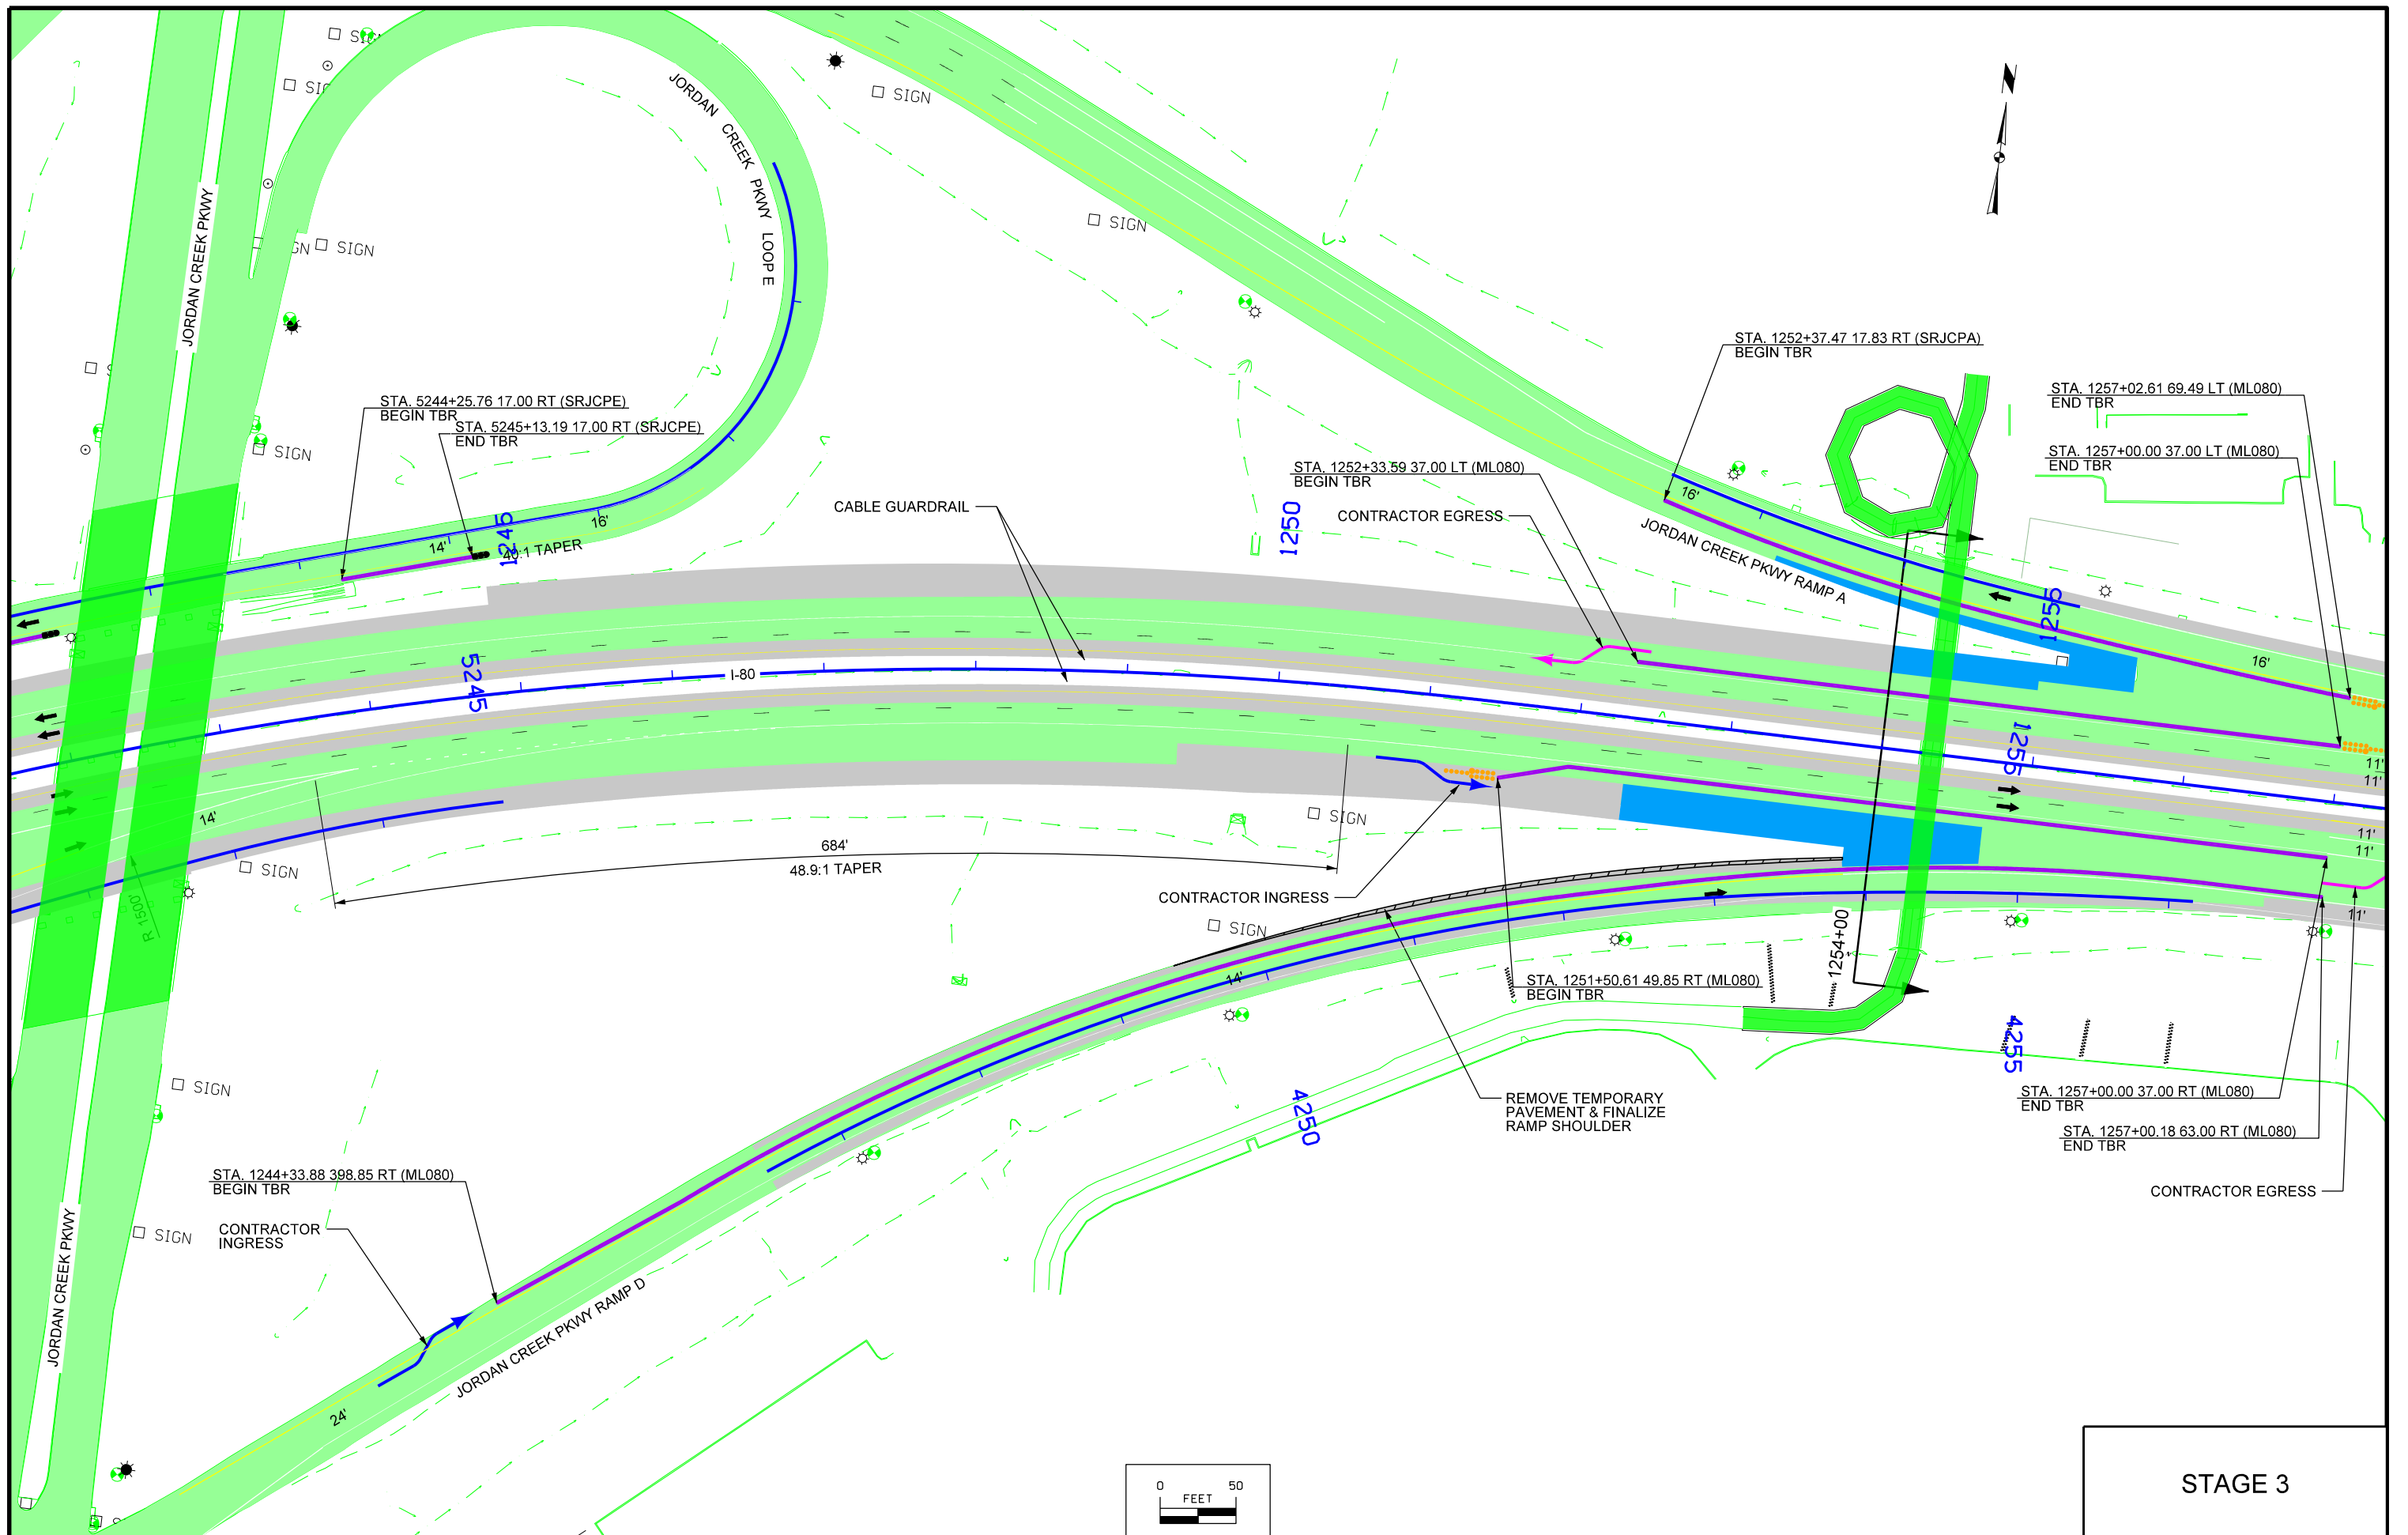 SIGN
JORDAN CREEK PKWY LOOP E
SIGN
SIGN
SIGN
JORDAN CREEK PKWY
N
STA. 1252+37.47 17.83 RT (SRJCPA)
BEGIN TBR
STA. 1257+02.61 69.49 LT (ML080)
END TBR
STA. 5244+25.76 17.00 RT (SRJCPE)
BEGIN TBR
STA. 5245+13.19 17.00 RT (SRJCPE)
END TBR
SIGN
STA. 1257+00.00 37.00 LT (ML080)
END TBR
STA. 1252+33.59 37.00 LT (ML080)
BEGIN TBR
CABLE GUARDRAIL
CONTRACTOR EGRESS
1250
16'
16'
14'
1245
40:1 TAPER
JORDAN CREEK PKWY RAMP A
1255
16'
5245
I-80
1255
11'
11'
14'
SIGN
684'
48.9:1 TAPER
11'
11'
SIGN
R 1500'
CONTRACTOR INGRESS
SIGN
11'
1254+00
14'
STA. 1251+50.61 49.85 RT (ML080)
BEGIN TBR
4255
SIGN
4250
REMOVE TEMPORARY
PAVEMENT & FINALIZE
RAMP SHOULDER
STA. 1257+00.00 37.00 RT (ML080)
END TBR
STA. 1257+00.18 63.00 RT (ML080)
END TBR
STA. 1244+33.88 398.85 RT (ML080)
BEGIN TBR
CONTRACTOR EGRESS
SIGN
CONTRACTOR
INGRESS
JORDAN CREEK PKWY
JORDAN CREEK PKWY RAMP D
24'
0 50
FEET
STAGE 3